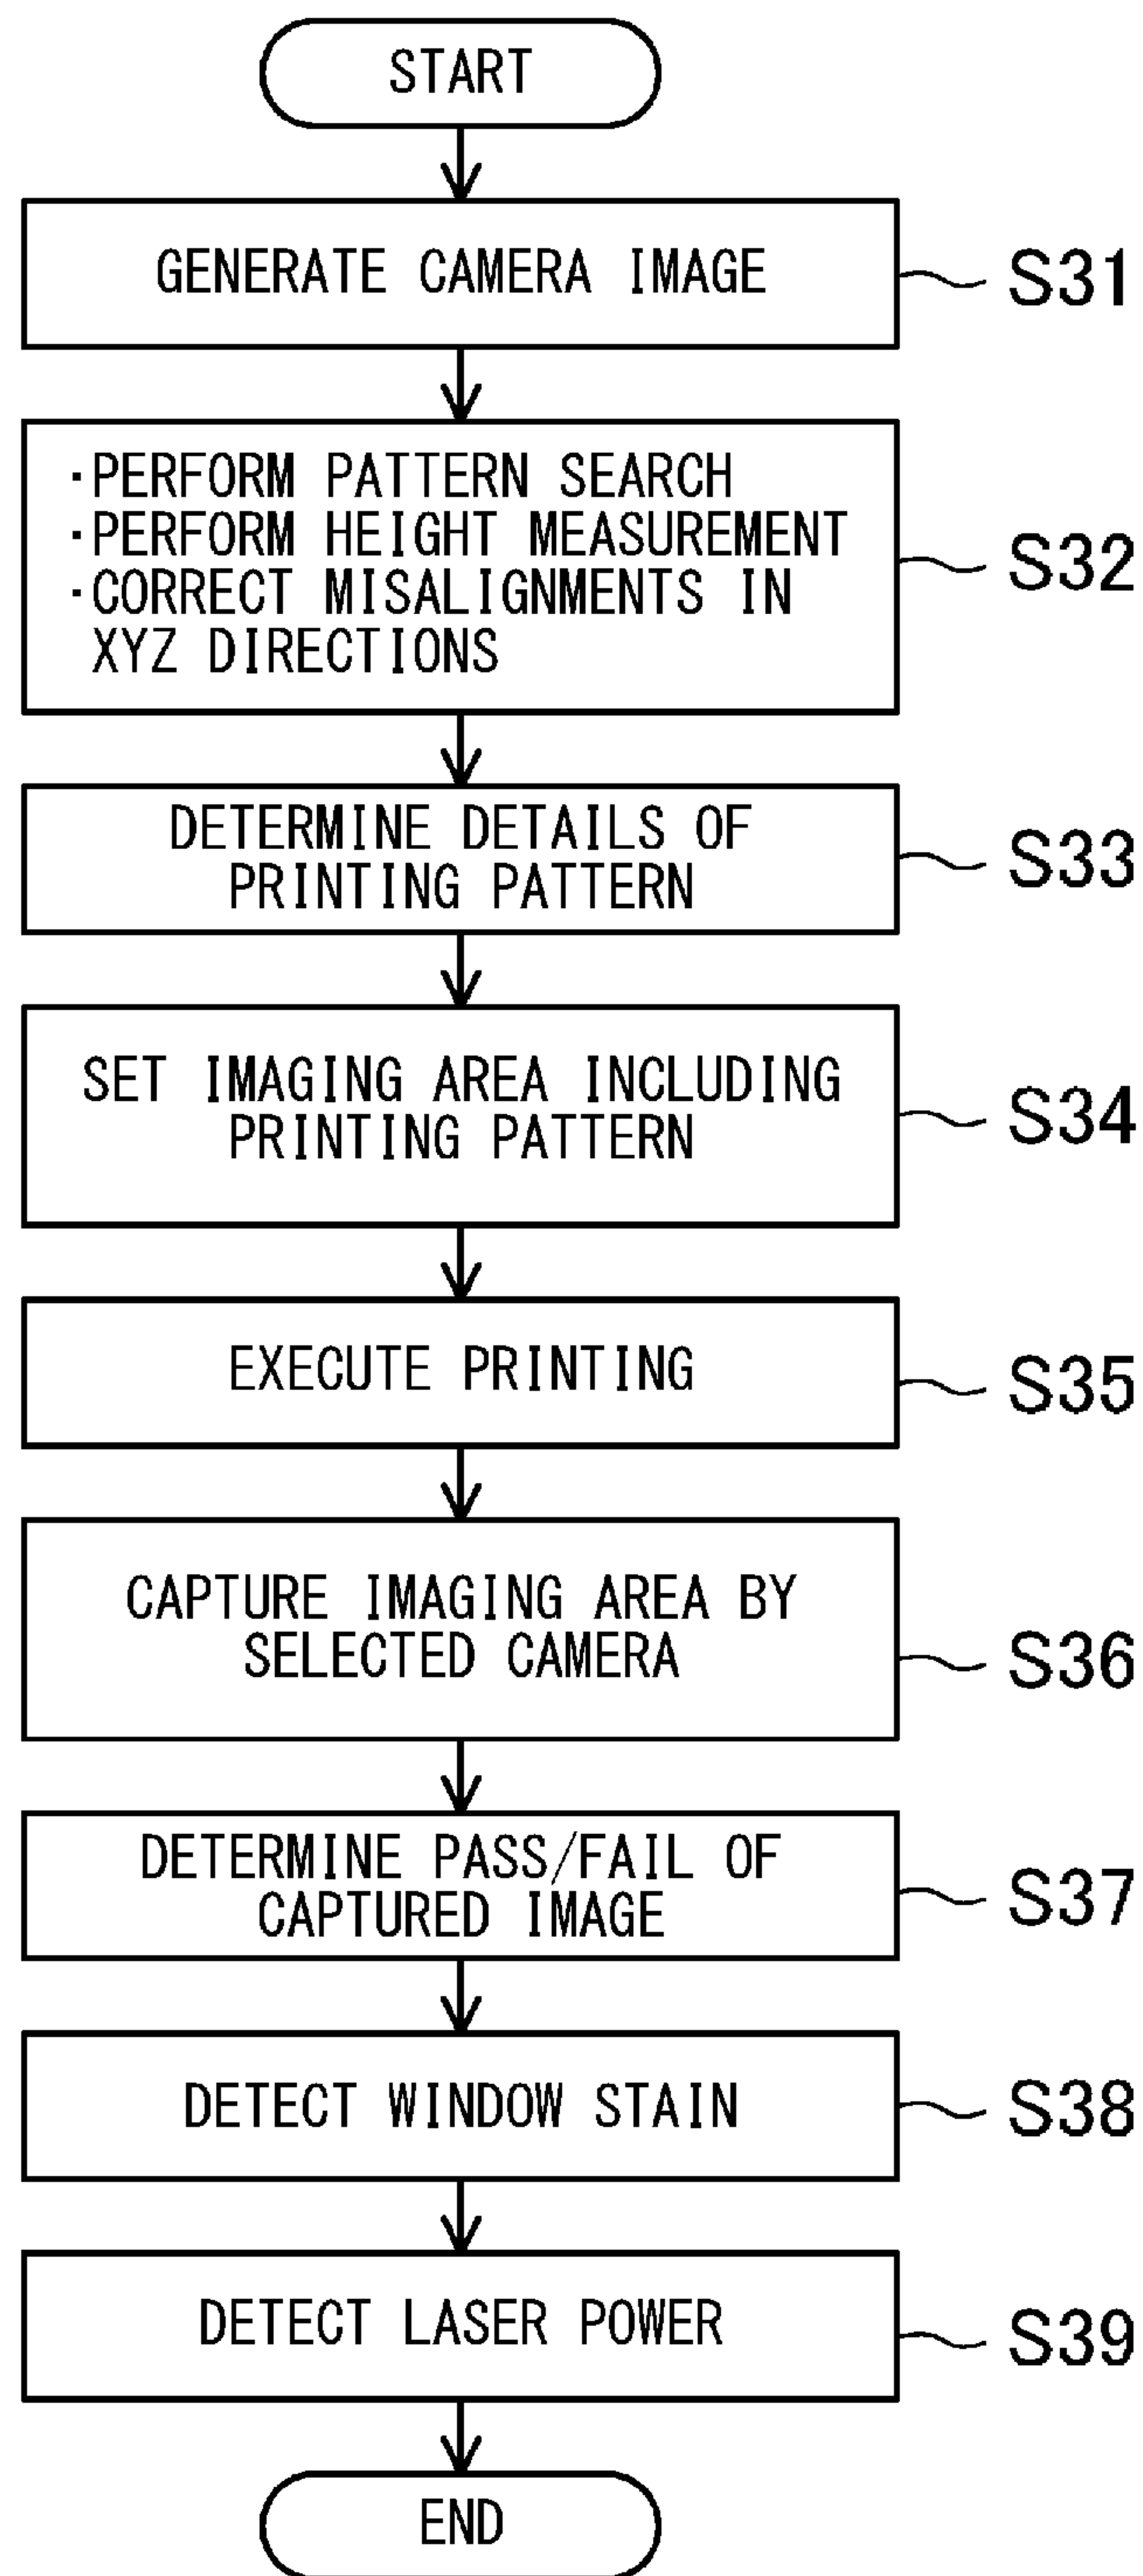 START
GENERATE CAMERA IMAGE
S31
·PERFORM PATTERN SEARCH
·PERFORM HEIGHT MEASUREMENT
·CORRECT MISALIGNMENTS IN
XYZ DIRECTIONS
S32
DETERMINE DETAILS OF
PRINTING PATTERN
S33
SET IMAGING AREA INCLUDING
PRINTING PATTERN
S34
EXECUTE PRINTING
S35
CAPTURE IMAGING AREA BY
SELECTED CAMERA
S36
DETERMINE PASS/FAIL OF
CAPTURED IMAGE
S37
DETECT WINDOW STAIN
S38
DETECT LASER POWER
S39
END